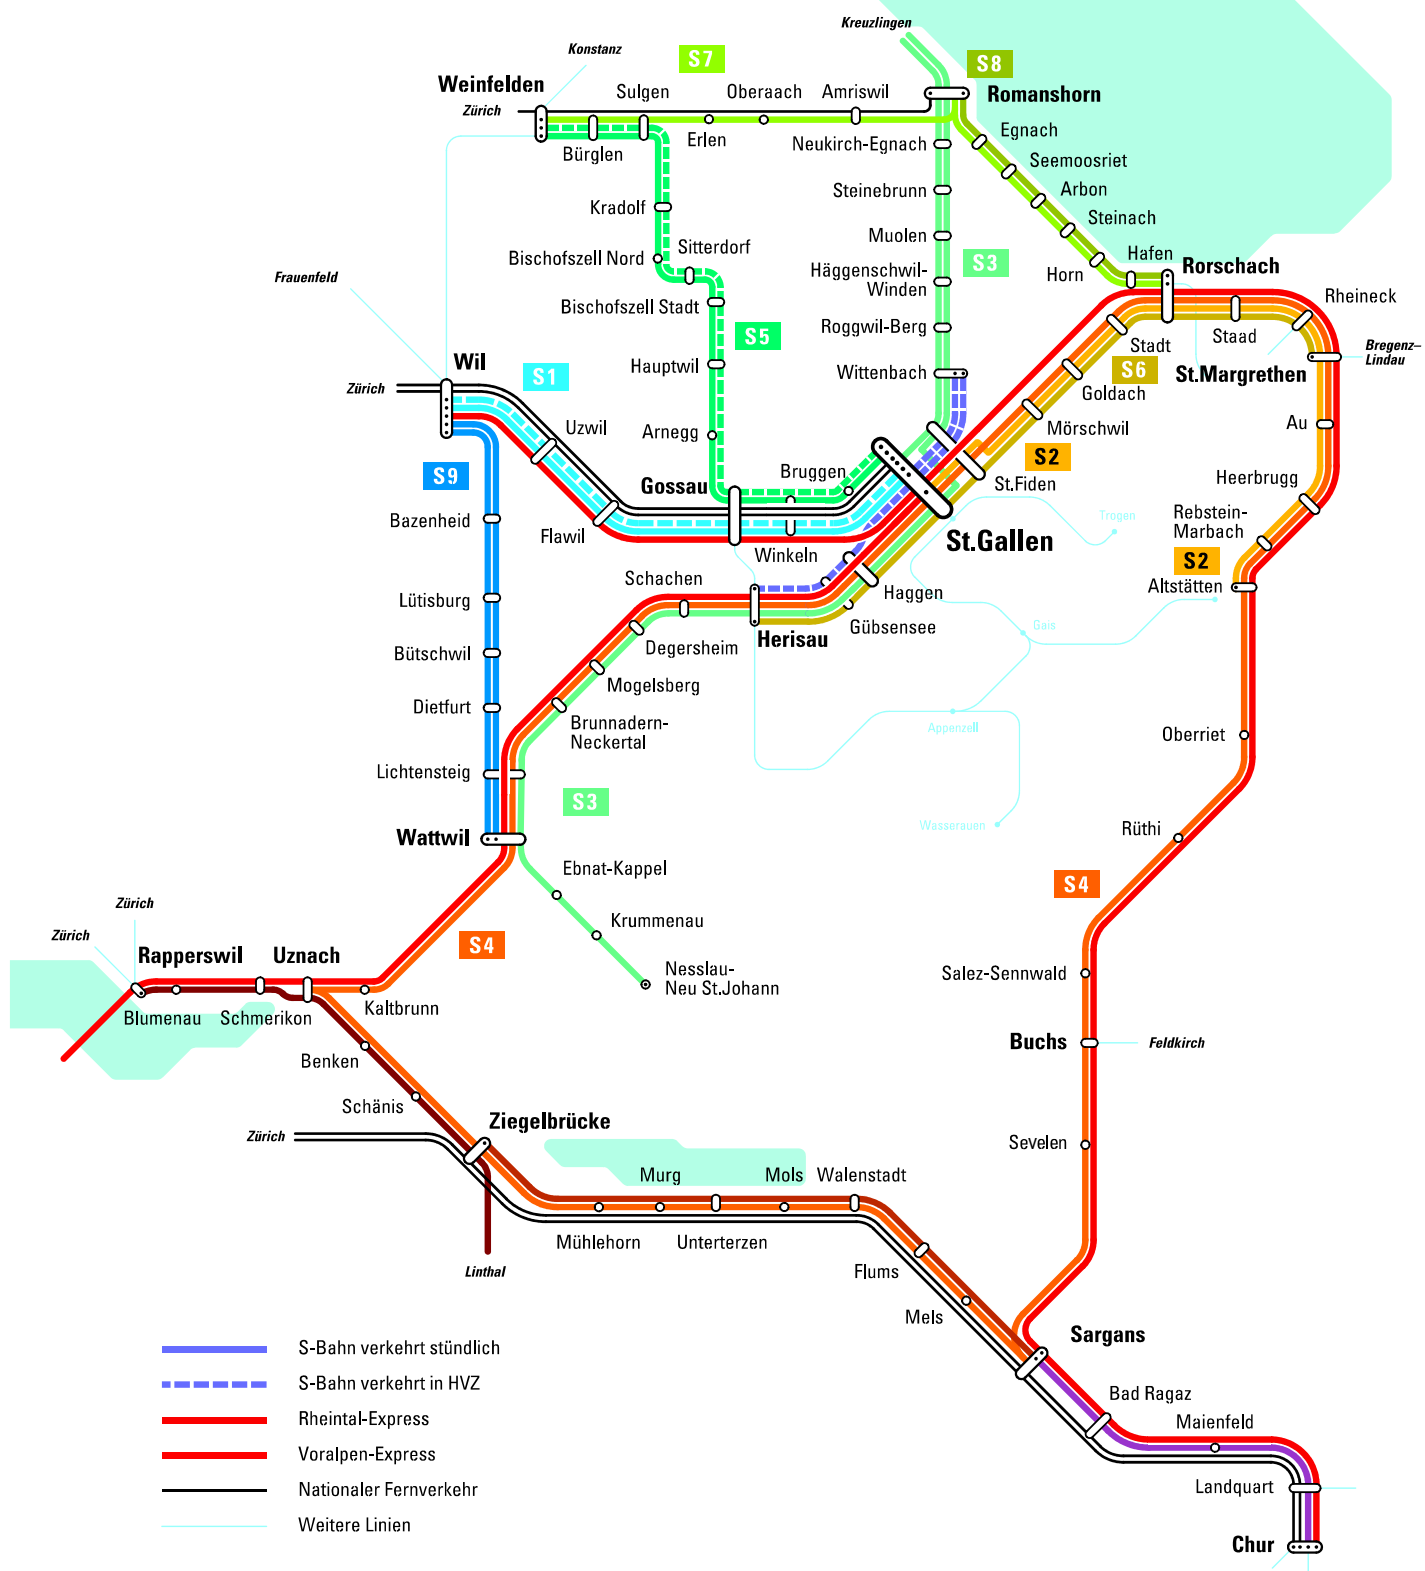 Kreuzlingen
Konstanz
S7
S8
Weinfelden
Zürich
Sulgen
Oberaach
Amriswil
Romanshorn
Egnach
Bürglen
Erlen
Neukirch-Egnach
Seemoosriet
Steinebrunn
Arbon
Kradolf
Steinach
Muolen
Sitterdorf
Bischofszell Nord
Hafen
Horn
Rorschach
S3
Häggenschwil-
Winden
Frauenfeld
Bischofszell Stadt
Rheineck
Roggwil-Berg
S5
Staad
Stadt
Bregenz–
Lindau
Wil
Hauptwil
Wittenbach
S6
St.Margrethen
Zürich
S1
Goldach
Uzwil
Arnegg
Mörschwil
Au
S2
S9
Bruggen
Gossau
St.Fiden
Heerbrugg
Bazenheid
Trogen
Rebstein-
Marbach
Flawil
Winkeln
St.Gallen
S2
Schachen
Haggen
Altstätten
Lütisburg
Gübsensee
Gais
Herisau
Degersheim
Bütschwil
Mogelsberg
Dietfurt
Brunnadern-
Neckertal
Appenzell
Oberriet
Lichtensteig
S3
Wasserauen
Rüthi
Wattwil
Ebnat-Kappel
S4
Zürich
Krummenau
Zürich
S4
Rapperswil
Uznach
Nesslau-
Neu St.Johann
Salez-Sennwald
Kaltbrunn
Blumenau
Schmerikon
Buchs
Feldkirch
Benken
Schänis
Ziegelbrücke
Zürich
Sevelen
Murg
Mols
Walenstadt
Mühlehorn
Unterterzen
Linthal
Flums
Mels
Sargans
S-Bahn verkehrt stündlich
S-Bahn verkehrt in HVZ
Bad Ragaz
Rheintal-Express
Maienfeld
Voralpen-Express
Nationaler Fernverkehr
Landquart
Weitere Linien
Chur